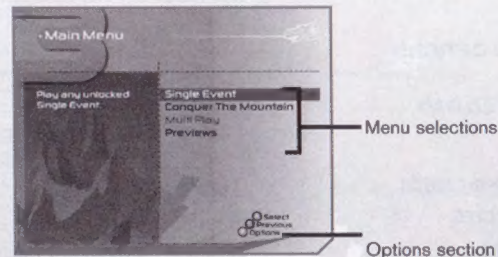 • Main Menu
Play any unlocked
Single Event.
Single Event
Conquer The Mountain
Multi Play
Previews
Menu selections
Select
Previous
Options
Options section